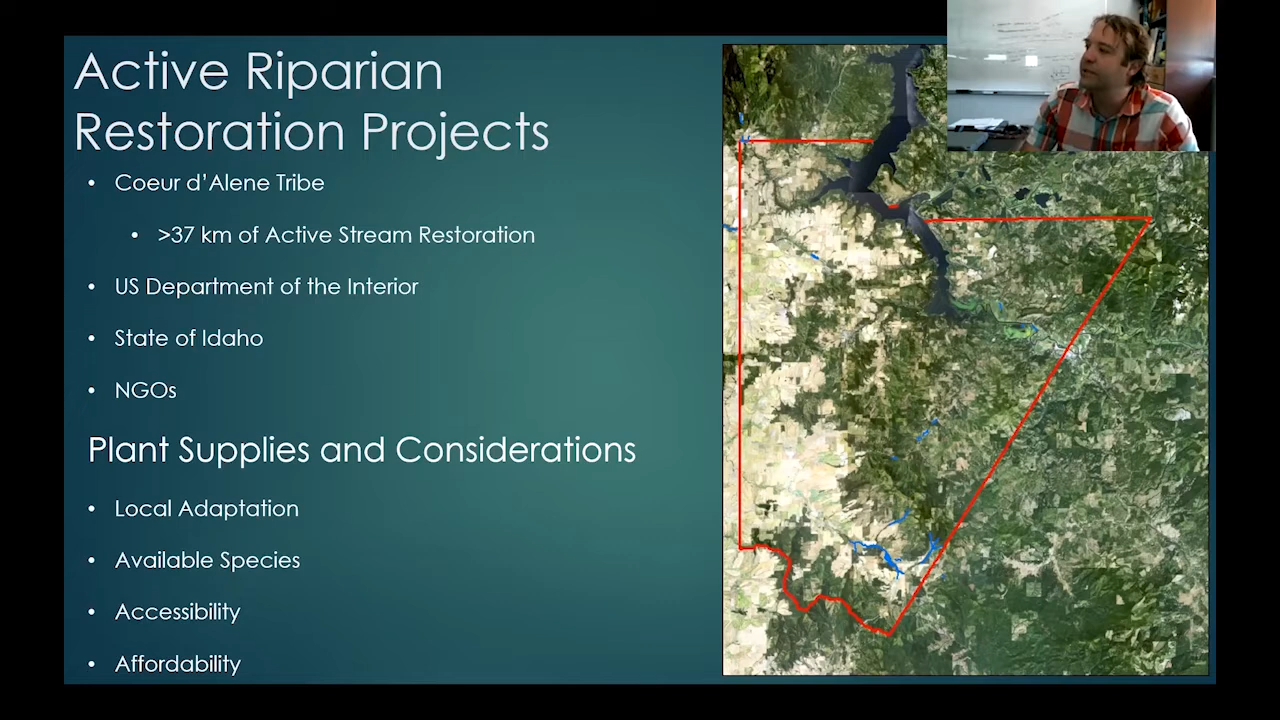 Active Riparian
Restoration Projects
• Coeur d’Alene Tribe
• >37 km of Active Stream Restoration
• US Department of the Interior
• State of Idaho
• NGOs
Plant Supplies and Considerations
• Local Adaptation
• Available Species
• Accessibility
• Affordability